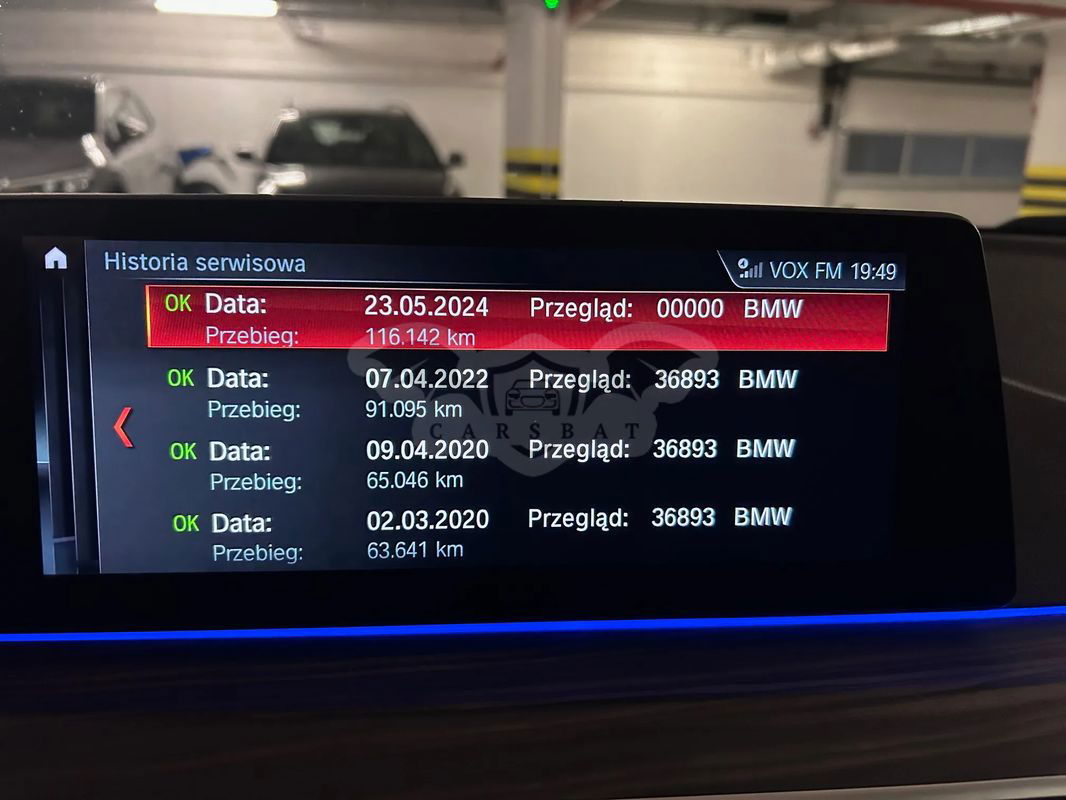 Historia serwisowa
VOX FM 19:49
OK Data: 23.05.2024 Przegląd: 00000 BMW
Przebieg: 116.142 km
OK Data: 07.04.2022 Przegląd: 36893 BMW
Przebieg: 91.095 km
CARSBAT
OK Data: 09.04.2020 Przegląd: 36893 BMW
Przebieg: 65.046 km
OK Data: 02.03.2020 Przegląd: 36893 BMW
Przebieg: 63.641 km